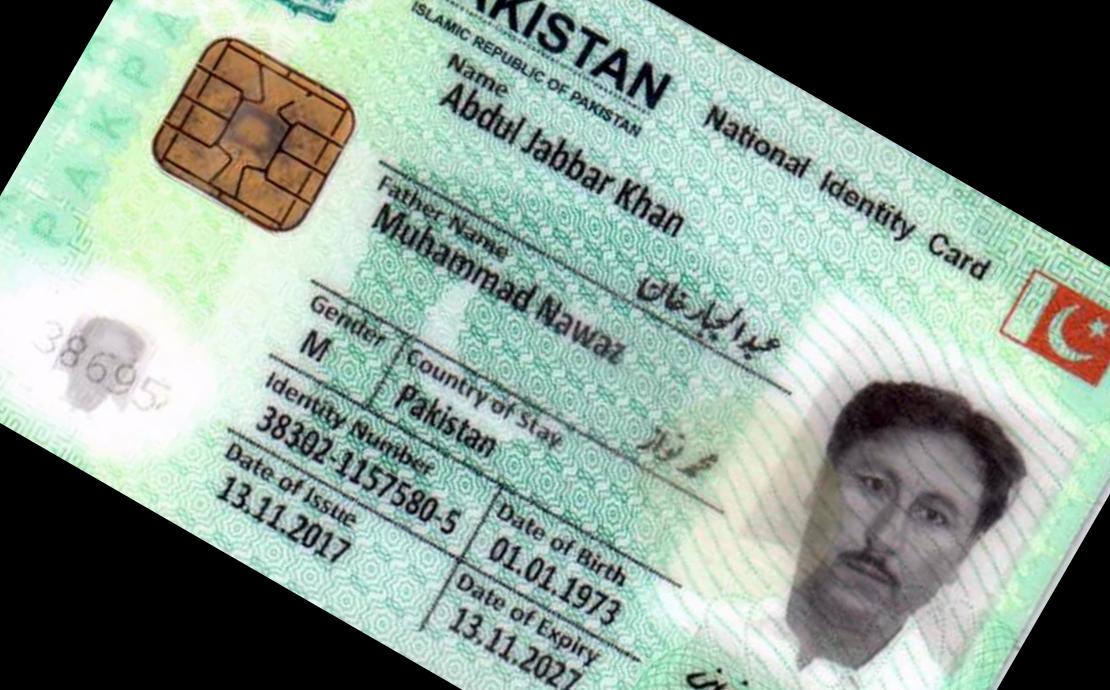 PAKISTAN National Identity Card
ISLAMIC REPUBLIC OF PAKISTAN
Name
Abdul Jabbar Khan
عبدالجبار خان
Father Name
Muhammad Nawaz
محمد نواز
Gender
M
Country of Stay
Pakistan
Identity Number
38302-1157580-5
Date of Birth
01.01.1973
Date of Issue
13.11.2017
Date of Expiry
13.11.2027
PAKPA
38695